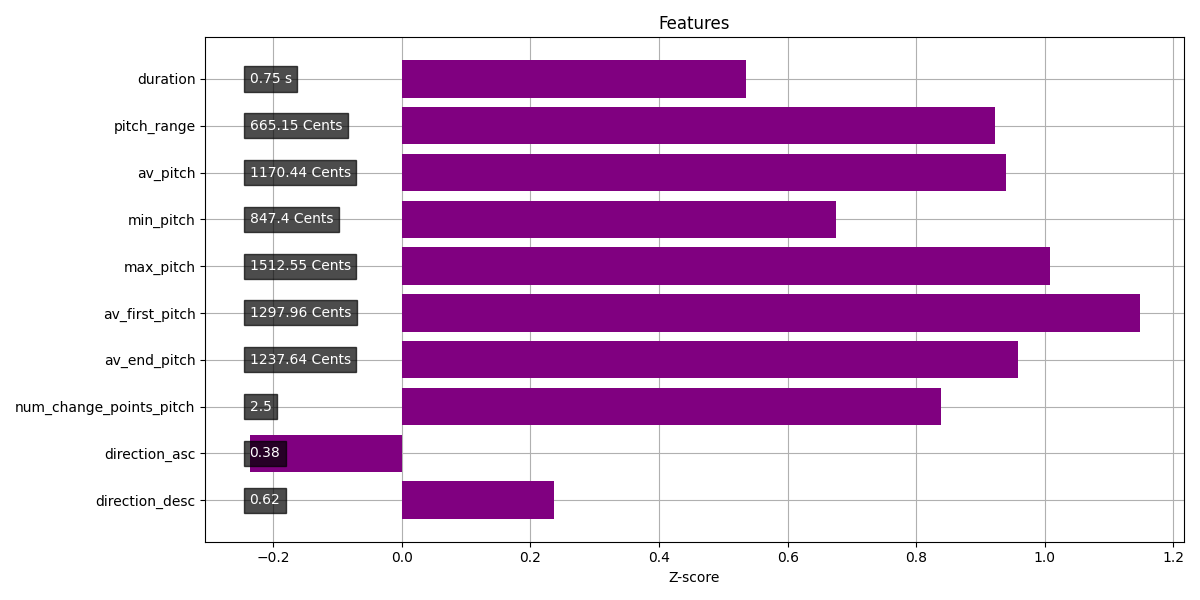 Features
duration 0.75 s
pitch_range 665.15 Cents
av_pitch 1170.44 Cents
min_pitch 847.4 Cents
max_pitch 1512.55 Cents
av_first_pitch 1297.96 Cents
av_end_pitch 1237.64 Cents
num_change_points_pitch 2.5
direction_asc 0.38
direction_desc 0.62
−0.2 0.0 0.2 0.4 0.6 0.8 1.0 1.2
Z-score